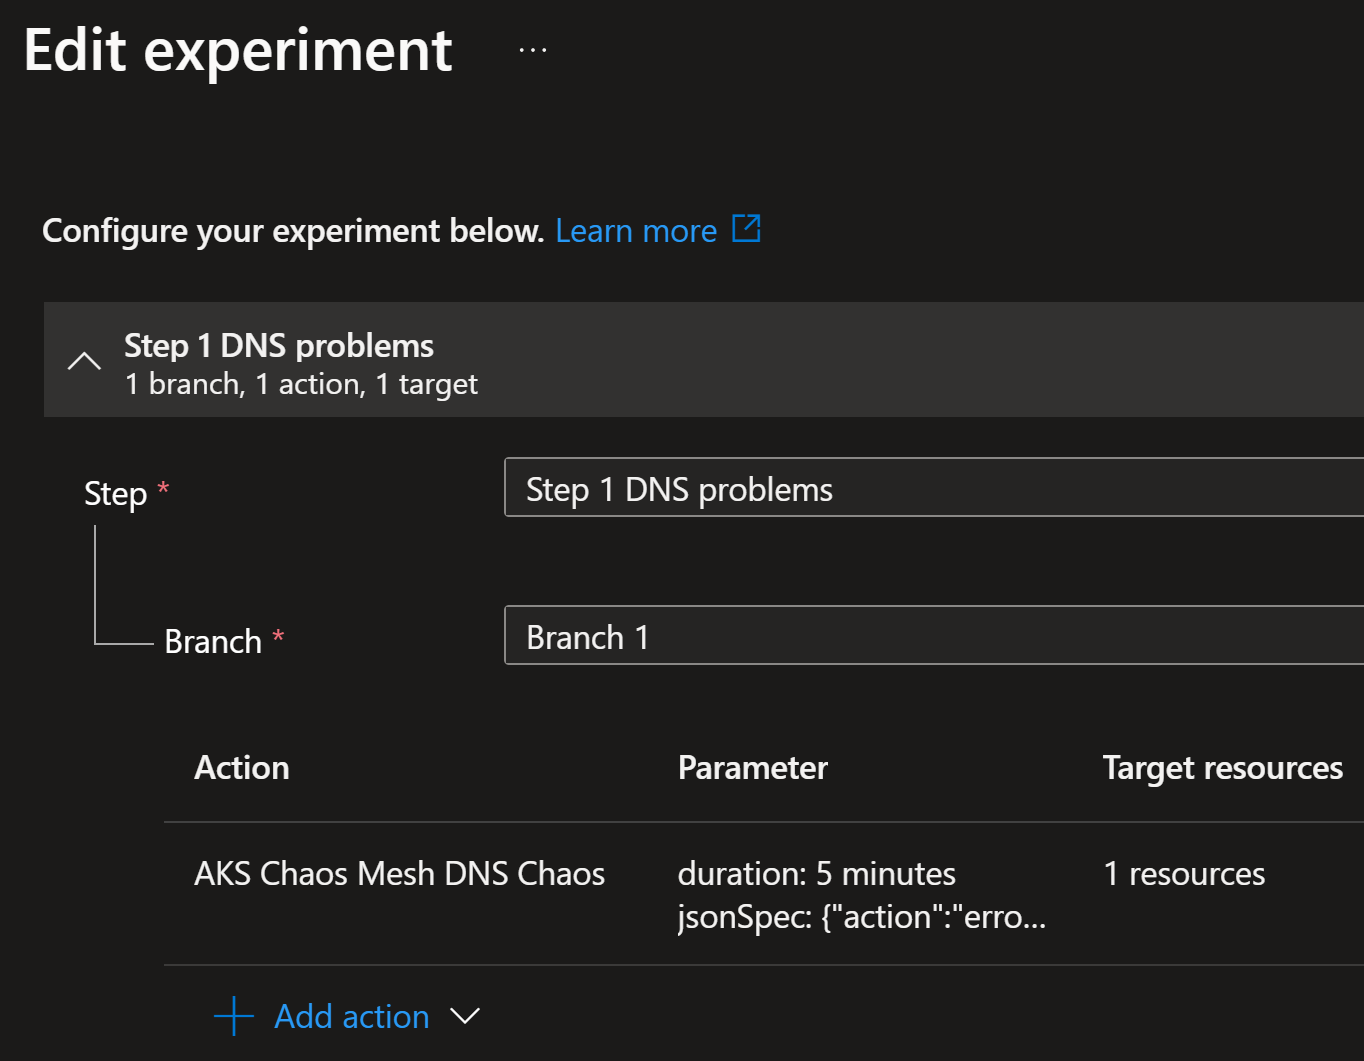 Edit experiment ...
Configure your experiment below. Learn more
Step 1 DNS problems
1 branch, 1 action, 1 target
Step * Step 1 DNS problems
Branch * Branch 1
Action Parameter Target resources
AKS Chaos Mesh DNS Chaos duration: 5 minutes 1 resources
jsonSpec: {"action":"erro...
Add action